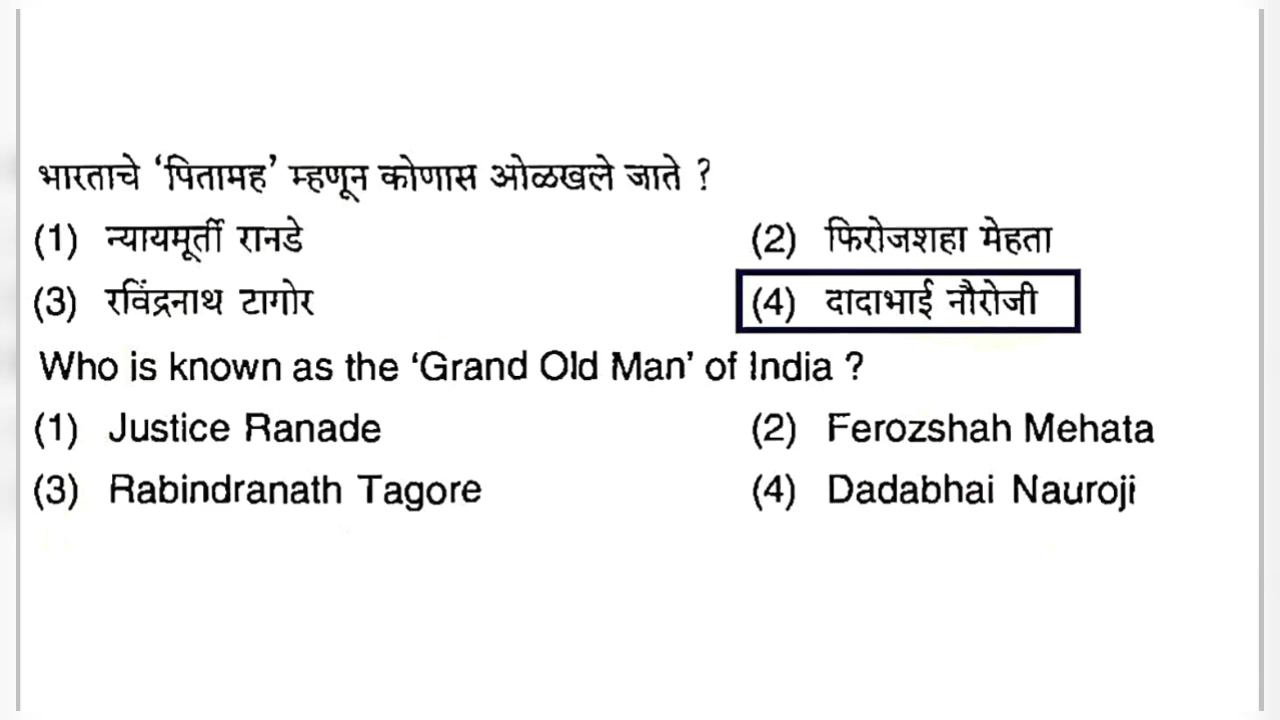 भारताचे ‘पितामह’ म्हणून कोणास ओळखले जाते ?
(1) न्यायमूर्ती रानडे (2) फिरोजशहा मेहता
(3) रविंद्रनाथ टागोर (4) दादाभाई नौरोजी
Who is known as the ‘Grand Old Man’ of India ?
(1) Justice Ranade (2) Ferozshah Mehata
(3) Rabindranath Tagore (4) Dadabhai Nauroji